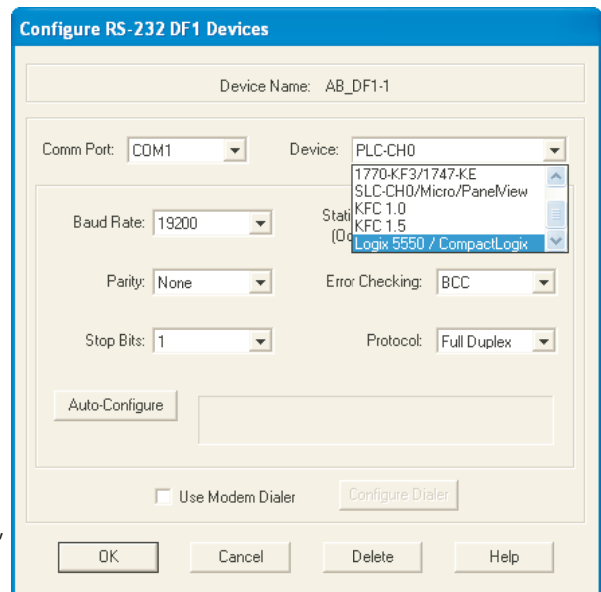 Configure RS-232 DF1 Devices
Device Name: AB_DF1-1
Comm Port: COM1 Device: PLC-CH0
1770-KF3/1747-KE
SLC-CH0/Micro/PanelView
KFC 1.0
KFC 1.5
Logix 5550 / CompactLogix
Baud Rate: 19200
Parity: None Error Checking: BCC
Stop Bits: 1 Protocol: Full Duplex
Auto-Configure
Use Modem Dialer Configure Dialer
OK Cancel Delete Help